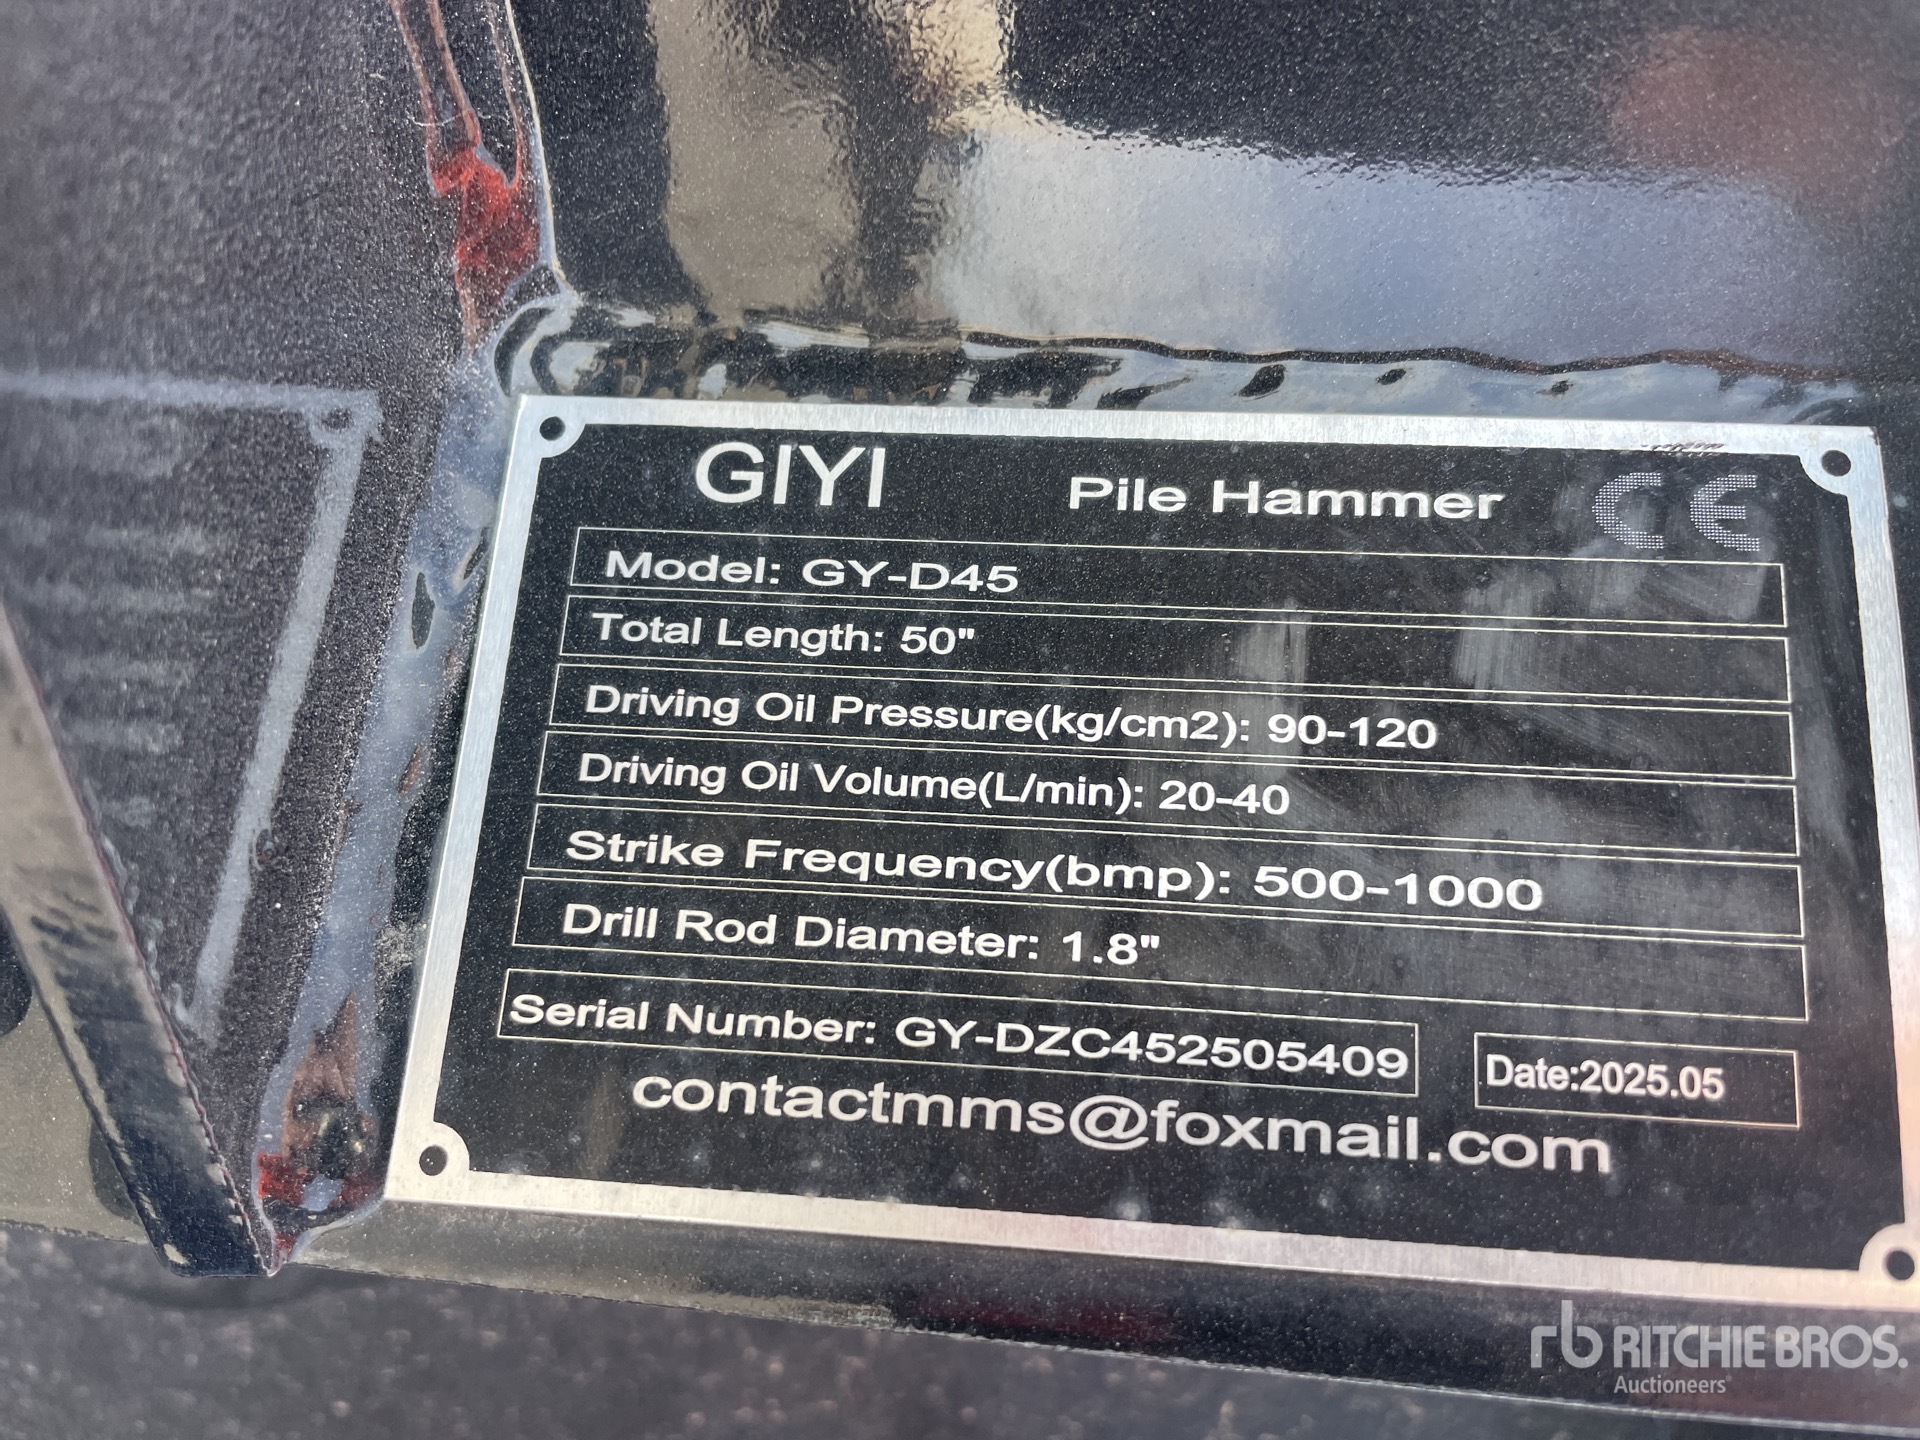 GIYI Pile Hammer CE
Model: GY-D45
Total Length: 50"
Driving Oil Pressure(kg/cm2): 90-120
Driving Oil Volume(L/min): 20-40
Strike Frequency(bmp): 500-1000
Drill Rod Diameter: 1.8"
Serial Number: GY-DZC452505409 Date:2025.05
contactmms@foxmail.com
rb RITCHIE BROS.
Auctioneers